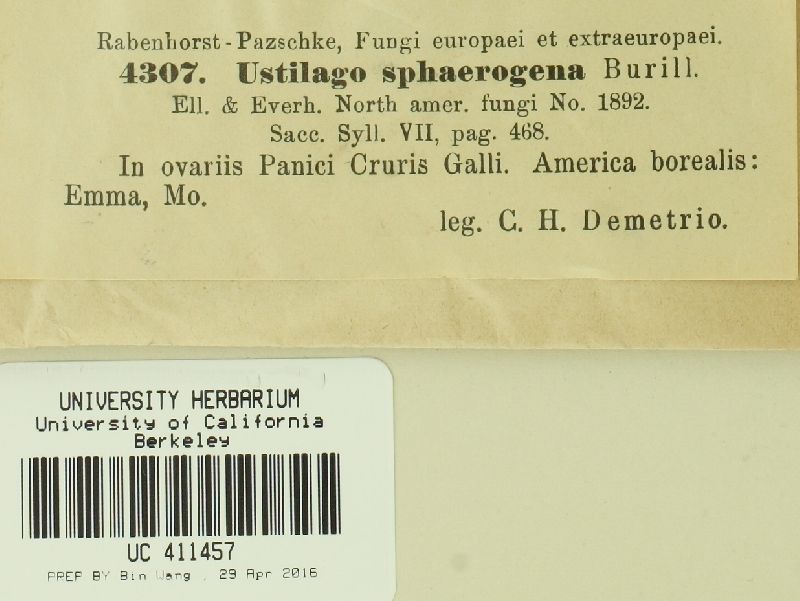 Rabenhorst-Pazschke, Fungi europaei et extraeuropaei.
4307. Ustilago sphaerogena Burill.
Ell. & Everh. North amer. fungi No. 1892.
Sacc. Syll. VII, pag. 468.
In ovariis Panici Cruris Galli. America borealis:
Emma, Mo.
leg. C. H. Demetrio.
UNIVERSITY HERBARIUM
University of California
Berkeley
UC 411457
PREP BY Bin Wang , 29 Apr 2016